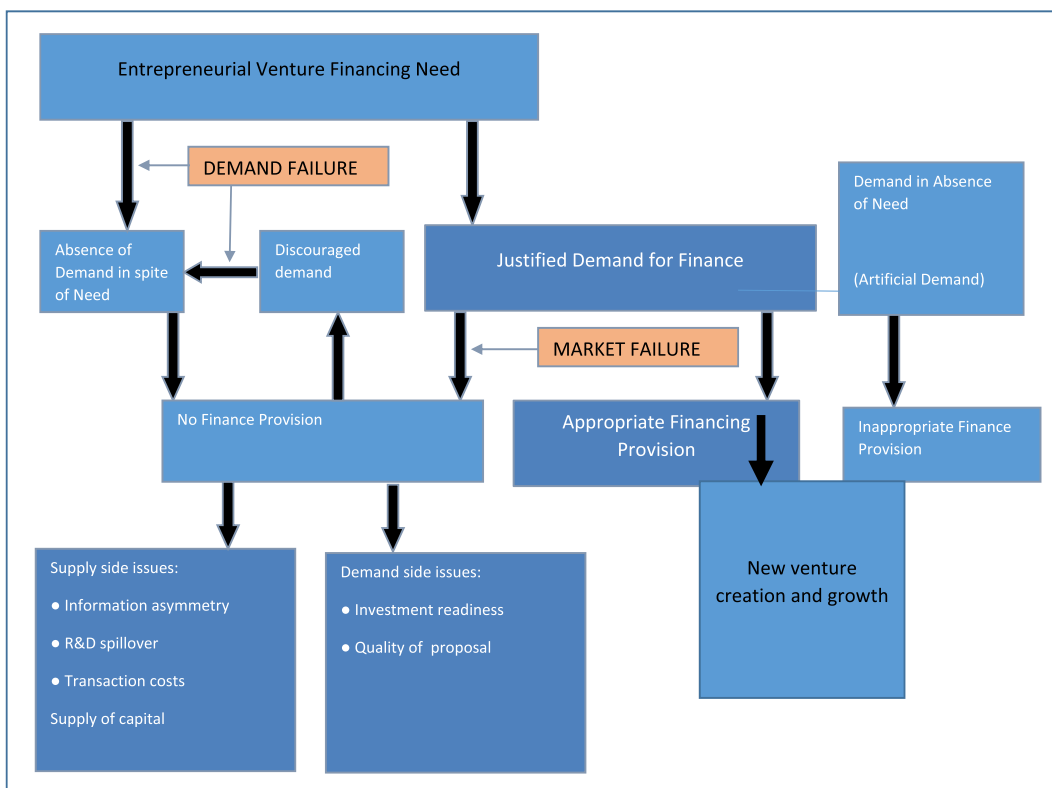 Entrepreneurial Venture Financing Need
DEMAND FAILURE
Demand in Absence
of Need
(Artificial Demand)
Absence of
Demand in spite
of Need
Discouraged
demand
Justified Demand for Finance
MARKET FAILURE
No Finance Provision
Appropriate Financing
Provision
Inappropriate Finance
Provision
Supply side issues:
● Information asymmetry
● R&D spillover
● Transaction costs
Supply of capital
Demand side issues:
● Investment readiness
● Quality of  proposal
New venture
creation and growth